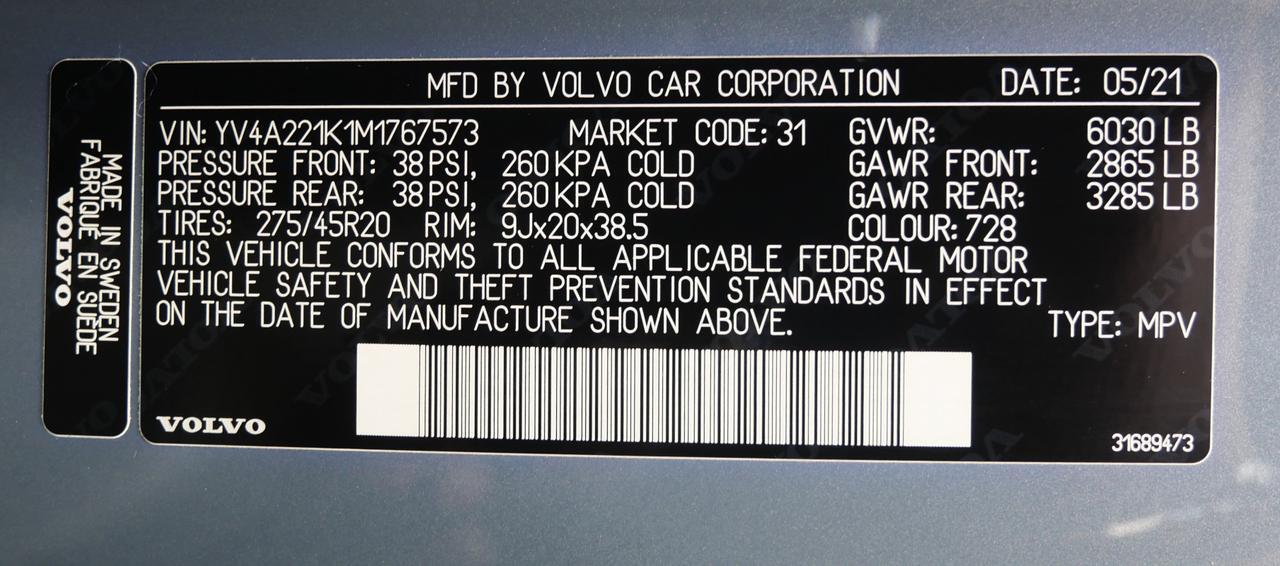 MADE IN SWEDEN
FABRIQUÉ EN SUÈDE
VOLVO
MFD BY VOLVO CAR CORPORATION DATE: 05/21
VIN: YV4A221K1M1767573 MARKET CODE: 31 GVWR: 6030 LB
PRESSURE FRONT: 38 PSI, 260 KPA COLD GAWR FRONT: 2865 LB
PRESSURE REAR: 38 PSI, 260 KPA COLD GAWR REAR: 3285 LB
TIRES: 275/45R20 RIM: 9Jx20x38.5 COLOUR: 728
THIS VEHICLE CONFORMS TO ALL APPLICABLE FEDERAL MOTOR
VEHICLE SAFETY AND THEFT PREVENTION STANDARDS IN EFFECT
ON THE DATE OF MANUFACTURE SHOWN ABOVE. TYPE: MPV
VOLVO
31689473